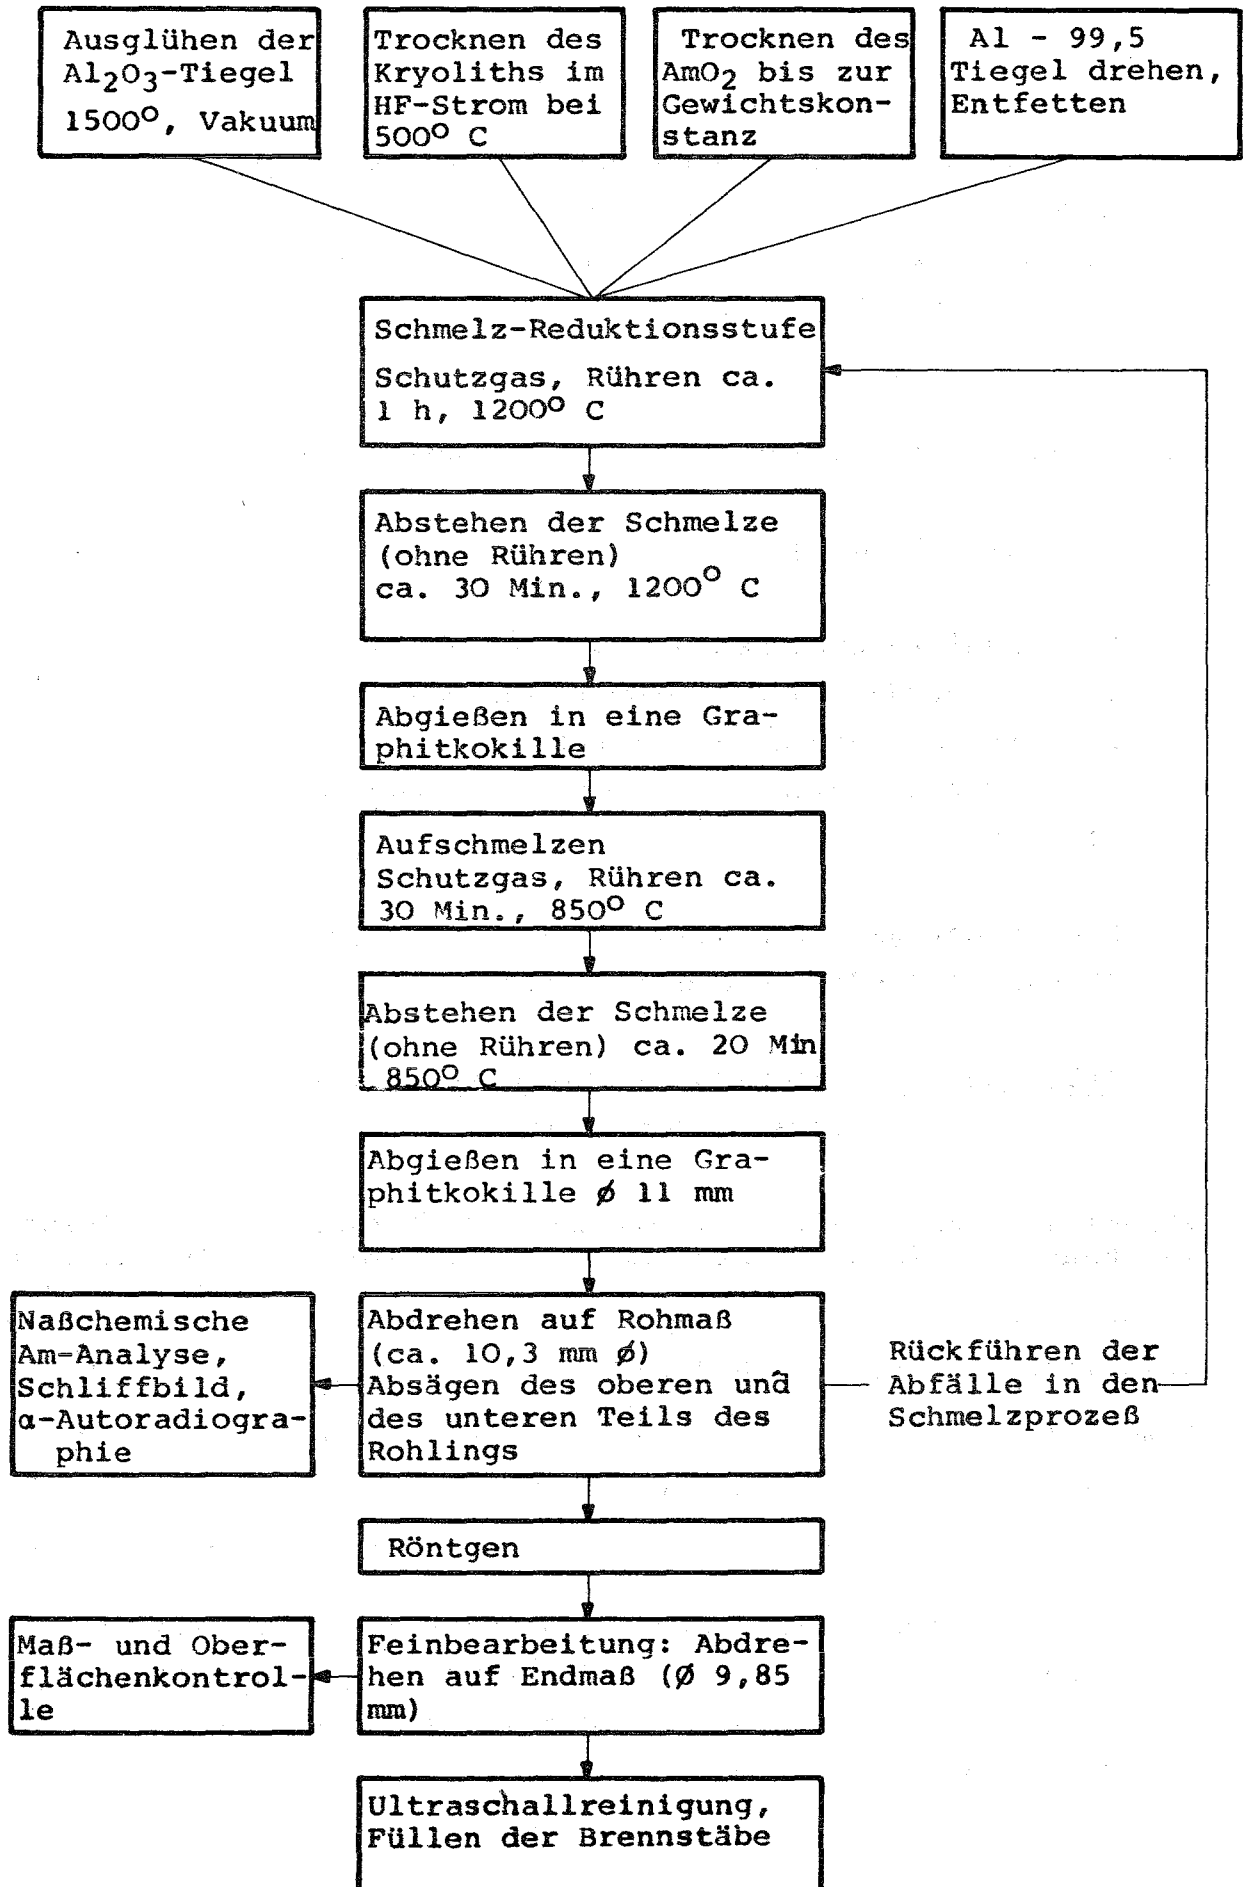 Ausglühen der
Al₂O₃-Tiegel
1500°, Vakuum
Trocknen des
Kryoliths im
HF-Strom bei
500° C
Trocknen des
AmO₂ bis zur
Gewichtskon-
stanz
Al - 99,5
Tiegel drehen,
Entfetten
Schmelz-Reduktionsstufe
Schutzgas, Rühren ca.
1 h, 1200° C
Abstehen der Schmelze
(ohne Rühren)
ca. 30 Min., 1200° C
Abgießen in eine Gra-
phitkokille
Aufschmelzen
Schutzgas, Rühren ca.
30 Min., 850° C
Abstehen der Schmelze
(ohne Rühren) ca. 20 Min
850° C
Abgießen in eine Gra-
phitkokille ø 11 mm
Naßchemische
Am-Analyse,
Schliffbild,
α-Autoradiogra-
phie
Abdrehen auf Rohmaß
(ca. 10,3 mm ø)
Absägen des oberen und
des unteren Teils des
Rohlings
Rückführen der
Abfälle in den
Schmelzprozeß
Röntgen
Maß- und Ober-
flächenkontrol-
le
Feinbearbeitung: Abdre-
hen auf Endmaß (Ø 9,85
mm)
Ultraschallreinigung,
Füllen der Brennstäbe